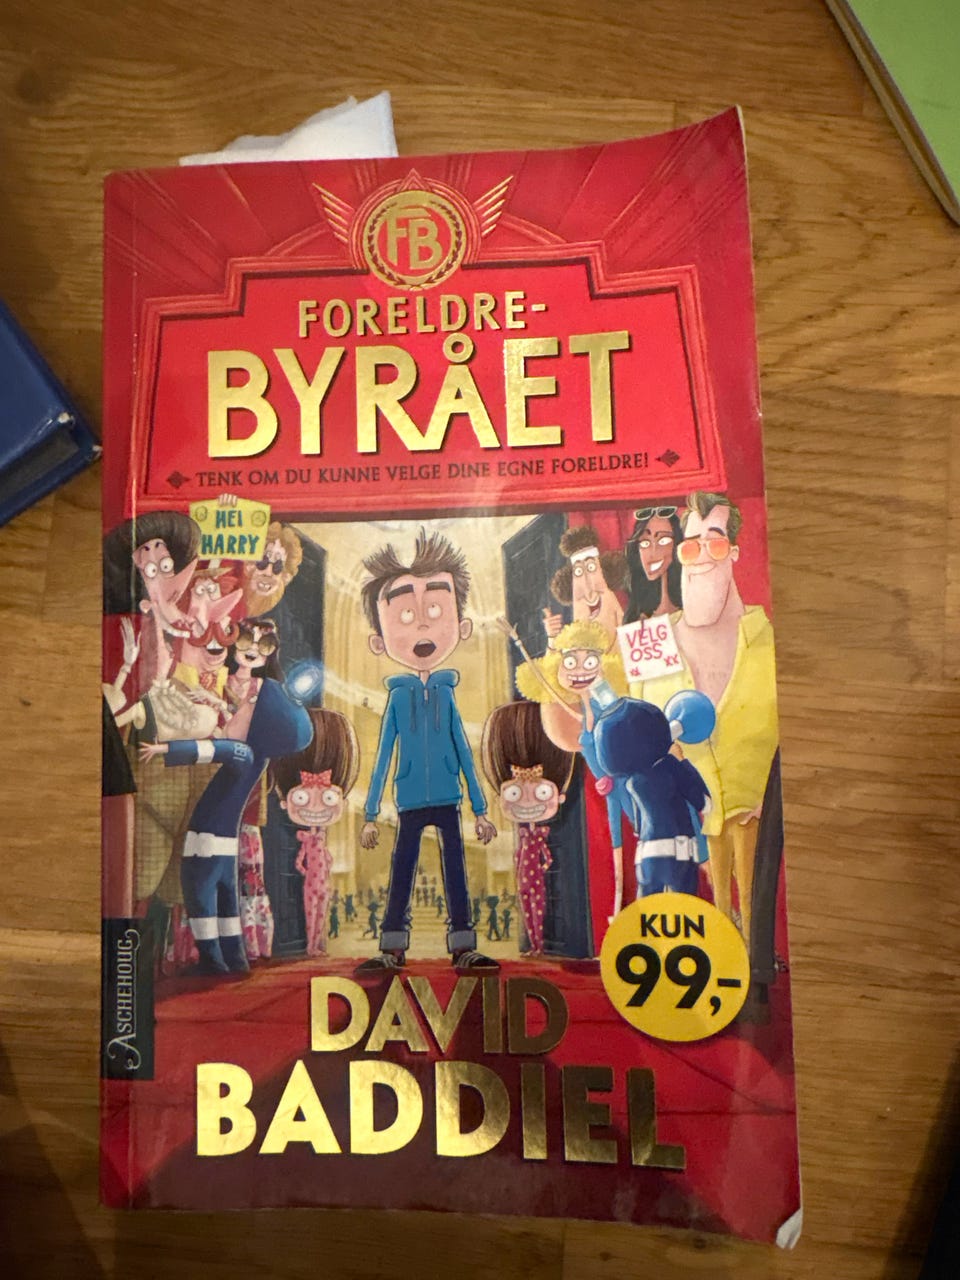 FB
FORELDRE-
BYRÅET
TENK OM DU KUNNE VELGE DINE EGNE FORELDRE!
HEI
HARRY
VELG
OSS
XX
KUN
99,-
ASCHEHOUG
DAVID
BADDIEL